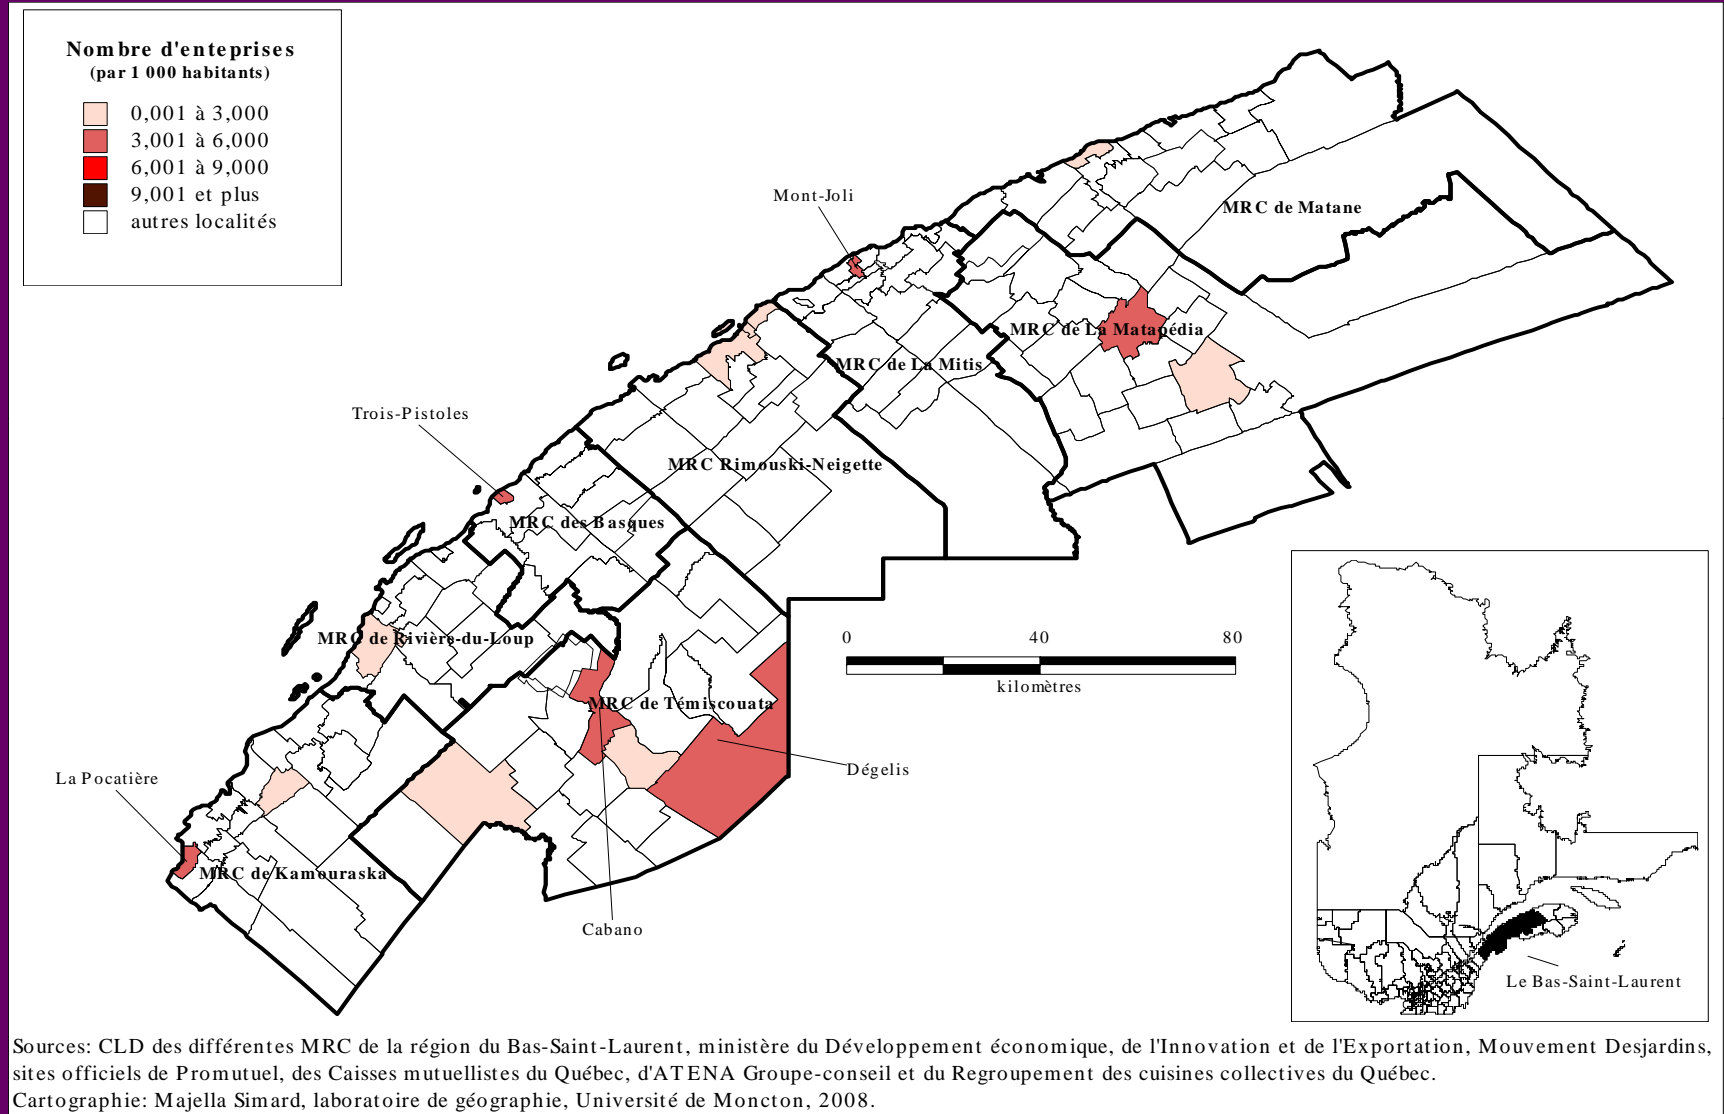 Nombre d'enteprises
(par 1 000 habitants)
0,001 à 3,000
3,001 à 6,000
6,001 à 9,000
9,001 et plus
autres localités
Mont-Joli
MRC de Matane
MRC de La Matapédia
MRC de La Mitis
Trois-Pistoles
MRC Rimouski-Neigette
MRC des Basques
MRC de Rivière-du-Loup
0 40 80
kilomètres
MRC de Témiscouata
Dégelis
La Pocatière
MRC de Kamouraska
Cabano
Le Bas-Saint-Laurent
Sources: CLD des différentes MRC de la région du Bas-Saint-Laurent, ministère du Développement économique, de l'Innovation et de l'Exportation, Mouvement Desjardins,
sites officiels de Promutuel, des Caisses mutuellistes du Québec, d'ATENA Groupe-conseil et du Regroupement des cuisines collectives du Québec.
Cartographie: Majella Simard, laboratoire de géographie, Université de Moncton, 2008.